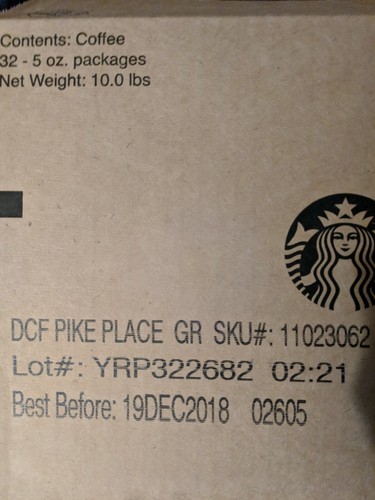 Contents: Coffee
32 - 5 oz. packages
Net Weight: 10.0 lbs
DCF PIKE PLACE GR SKU#: 11023062
Lot#: YRP322682 02:21
Best Before: 19DEC2018 02605